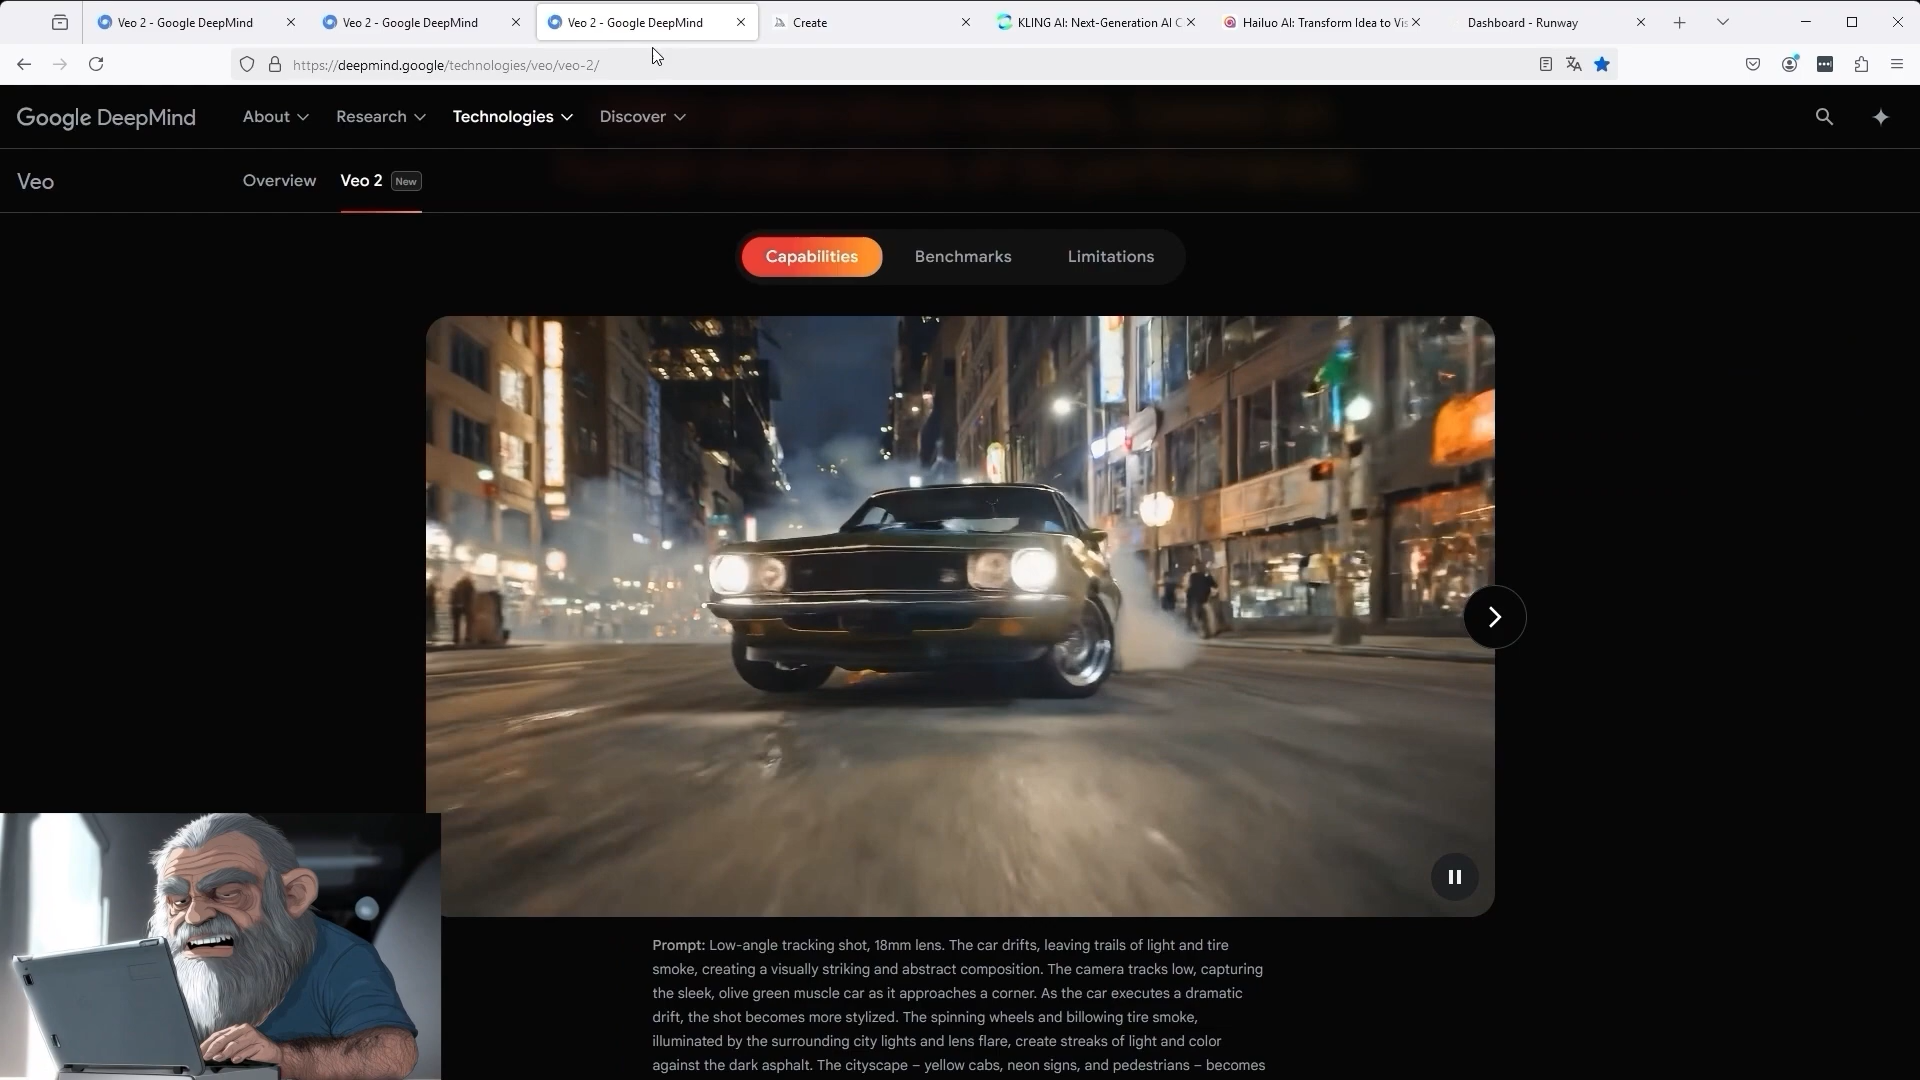 Veo 2 - Google DeepMind
Veo 2 - Google DeepMind
Veo 2 - Google DeepMind
Create
KLING AI: Next-Generation AI C
Hailuo AI: Transform Idea to Vis
Dashboard - Runway
https://deepmind.google/technologies/veo/veo-2/
Google DeepMind
About
Research
Technologies
Discover
Veo
Overview
Veo 2 New
Capabilities
Benchmarks
Limitations
Prompt: Low-angle tracking shot, 18mm lens. The car drifts, leaving trails of light and tire
smoke, creating a visually striking and abstract composition. The camera tracks low, capturing
the sleek, olive green muscle car as it approaches a corner. As the car executes a dramatic
drift, the shot becomes more stylized. The spinning wheels and billowing tire smoke,
illuminated by the surrounding city lights and lens flare, create streaks of light and color
against the dark asphalt. The cityscape – yellow cabs, neon signs, and pedestrians – becomes